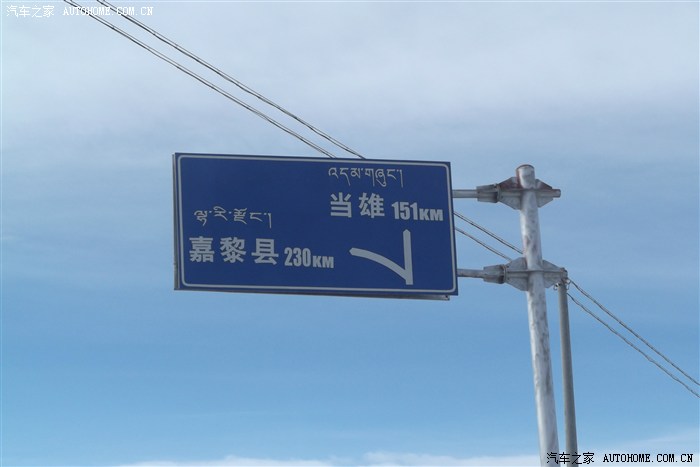 汽车之家 AUTOHOME.COM.CN
འདམ་གཞུང་།
当雄 151KM
ལྷ་རི་རྫོང་།
嘉黎县 230KM
汽车之家 AUTOHOME.COM.CN